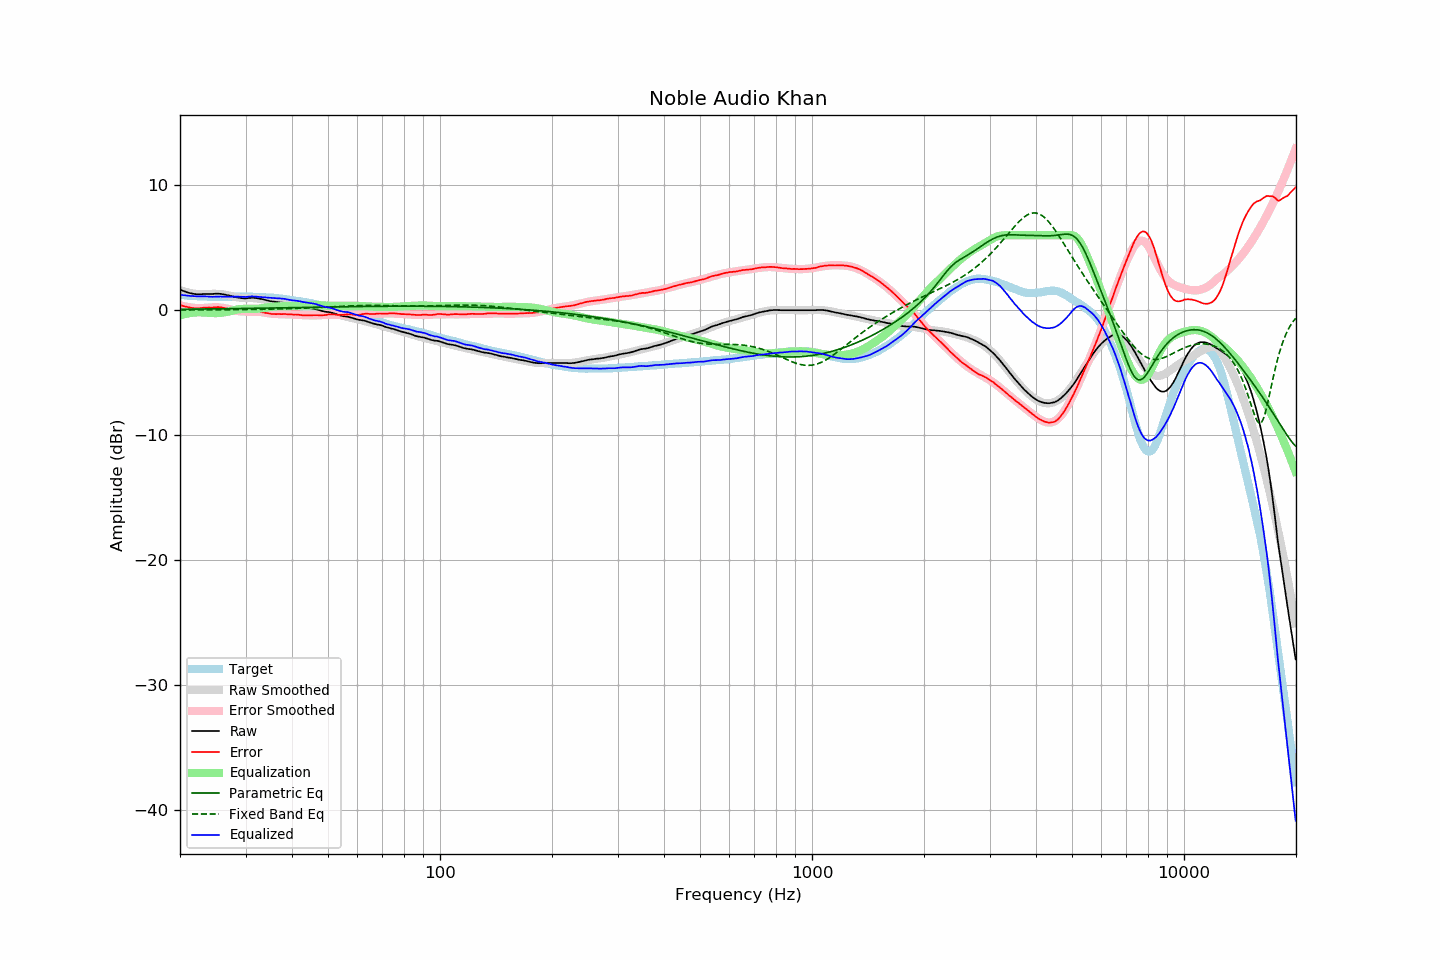 Noble Audio Khan
10
0
−10
−20
−30
−40
Amplitude (dBr)
Target
Raw Smoothed
Error Smoothed
Raw
Error
Equalization
Parametric Eq
Fixed Band Eq
Equalized
100
1000
10000
Frequency (Hz)